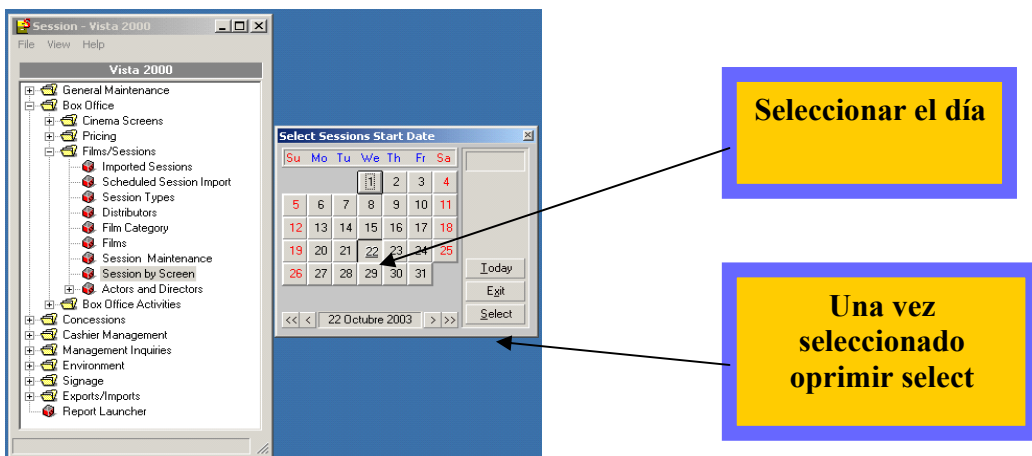 Session - Vista 2000
File View Help
Vista 2000
General Maintenance
Box Office
Cinema Screens
Pricing
Films/Sessions
Imported Sessions
Scheduled Session Import
Session Types
Distributors
Film Category
Films
Session Maintenance
Session by Screen
Actors and Directors
Box Office Activities
Concessions
Cashier Management
Management Inquiries
Environment
Signage
Exports/Imports
Report Launcher
Select Sessions Start Date
Su Mo Tu We Th Fr Sa
1 2 3 4
5 6 7 8 9 10 11
12 13 14 15 16 17 18
19 20 21 22 23 24 25
26 27 28 29 30 31
Today
Exit
Select
<< < 22 Octubre 2003 > >>
Seleccionar el día
Una vez
seleccionado
oprimir select